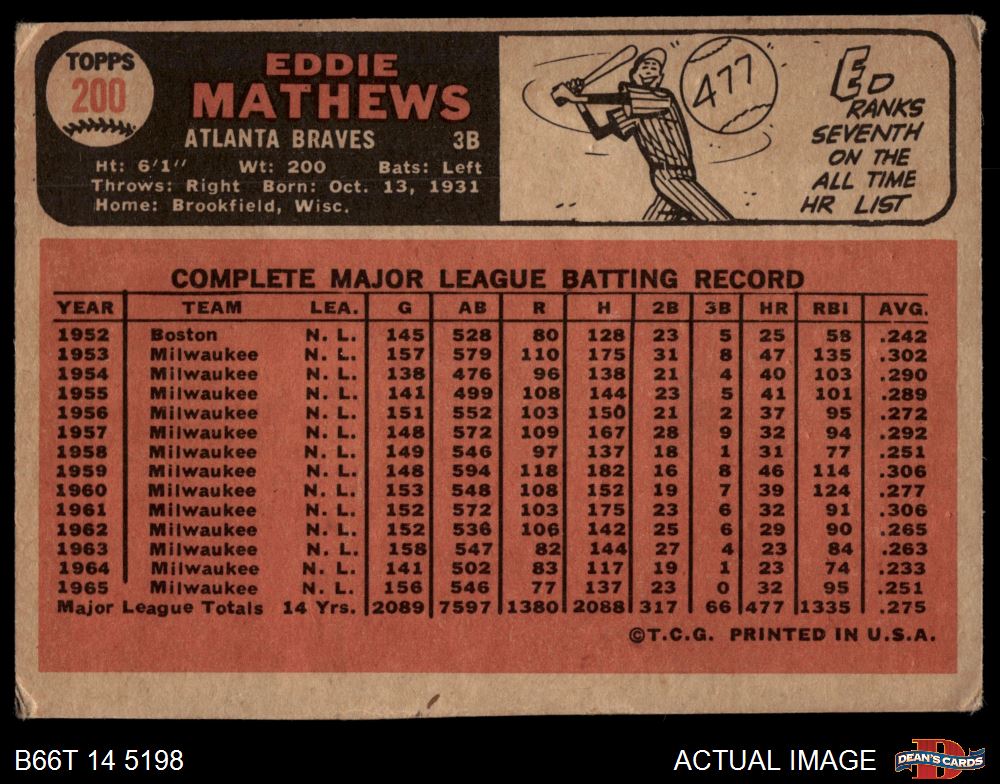 TOPPS
200
EDDIE
MATHEWS
ATLANTA BRAVES 3B
Ht: 6'1" Wt: 200 Bats: Left
Throws: Right Born: Oct. 13, 1931
Home: Brookfield, Wisc.
"477"
ED
RANKS
SEVENTH
ON THE
ALL TIME
HR LIST
COMPLETE MAJOR LEAGUE BATTING RECORD
YEAR TEAM LEA. G AB R H 2B 3B HR RBI AVG.
1952 Boston N. L. 145 528 80 128 23 5 25 58 .242
1953 Milwaukee N. L. 157 579 110 175 31 8 47 135 .302
1954 Milwaukee N. L. 138 476 96 138 21 4 40 103 .290
1955 Milwaukee N. L. 141 499 108 144 23 5 41 101 .289
1956 Milwaukee N. L. 151 552 103 150 21 2 37 95 .272
1957 Milwaukee N. L. 148 572 109 167 28 9 32 94 .292
1958 Milwaukee N. L. 149 546 97 137 18 1 31 77 .251
1959 Milwaukee N. L. 148 594 118 182 16 8 46 114 .306
1960 Milwaukee N. L. 153 548 108 152 19 7 39 124 .277
1961 Milwaukee N. L. 152 572 103 175 23 6 32 91 .306
1962 Milwaukee N. L. 152 536 106 142 25 6 29 90 .265
1963 Milwaukee N. L. 158 547 82 144 27 4 23 84 .263
1964 Milwaukee N. L. 141 502 83 117 19 1 23 74 .233
1965 Milwaukee N. L. 156 546 77 137 23 0 32 95 .251
Major League Totals 14 Yrs. 2089 7597 1380 2088 317 66 477 1335 .275
©T.C.G. PRINTED IN U.S.A.
B66T 14 5198 ACTUAL IMAGE
D
DEAN'S CARDS